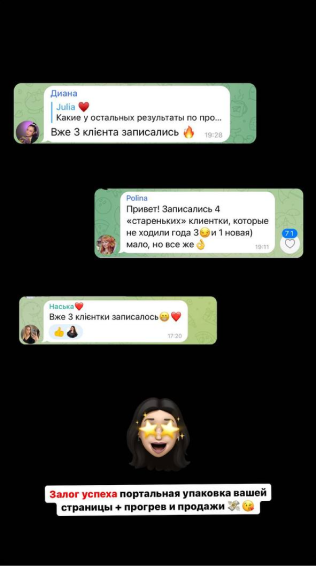 Диана
Julia ❤️
Какие у остальных результаты по про...
Вже 3 клієнта записались 🔥 19:28
Polina
Привет! Записались 4
«стареньких» клиентки, которые
не ходили года 3😏и 1 новая)
мало, но все же👌 19:11
71
Наська❤️
Вже 3 клієнтки записалось😁❤️
17:20
Залог успеха портальная упаковка вашей
страницы + прогрев и продажи 💸😘